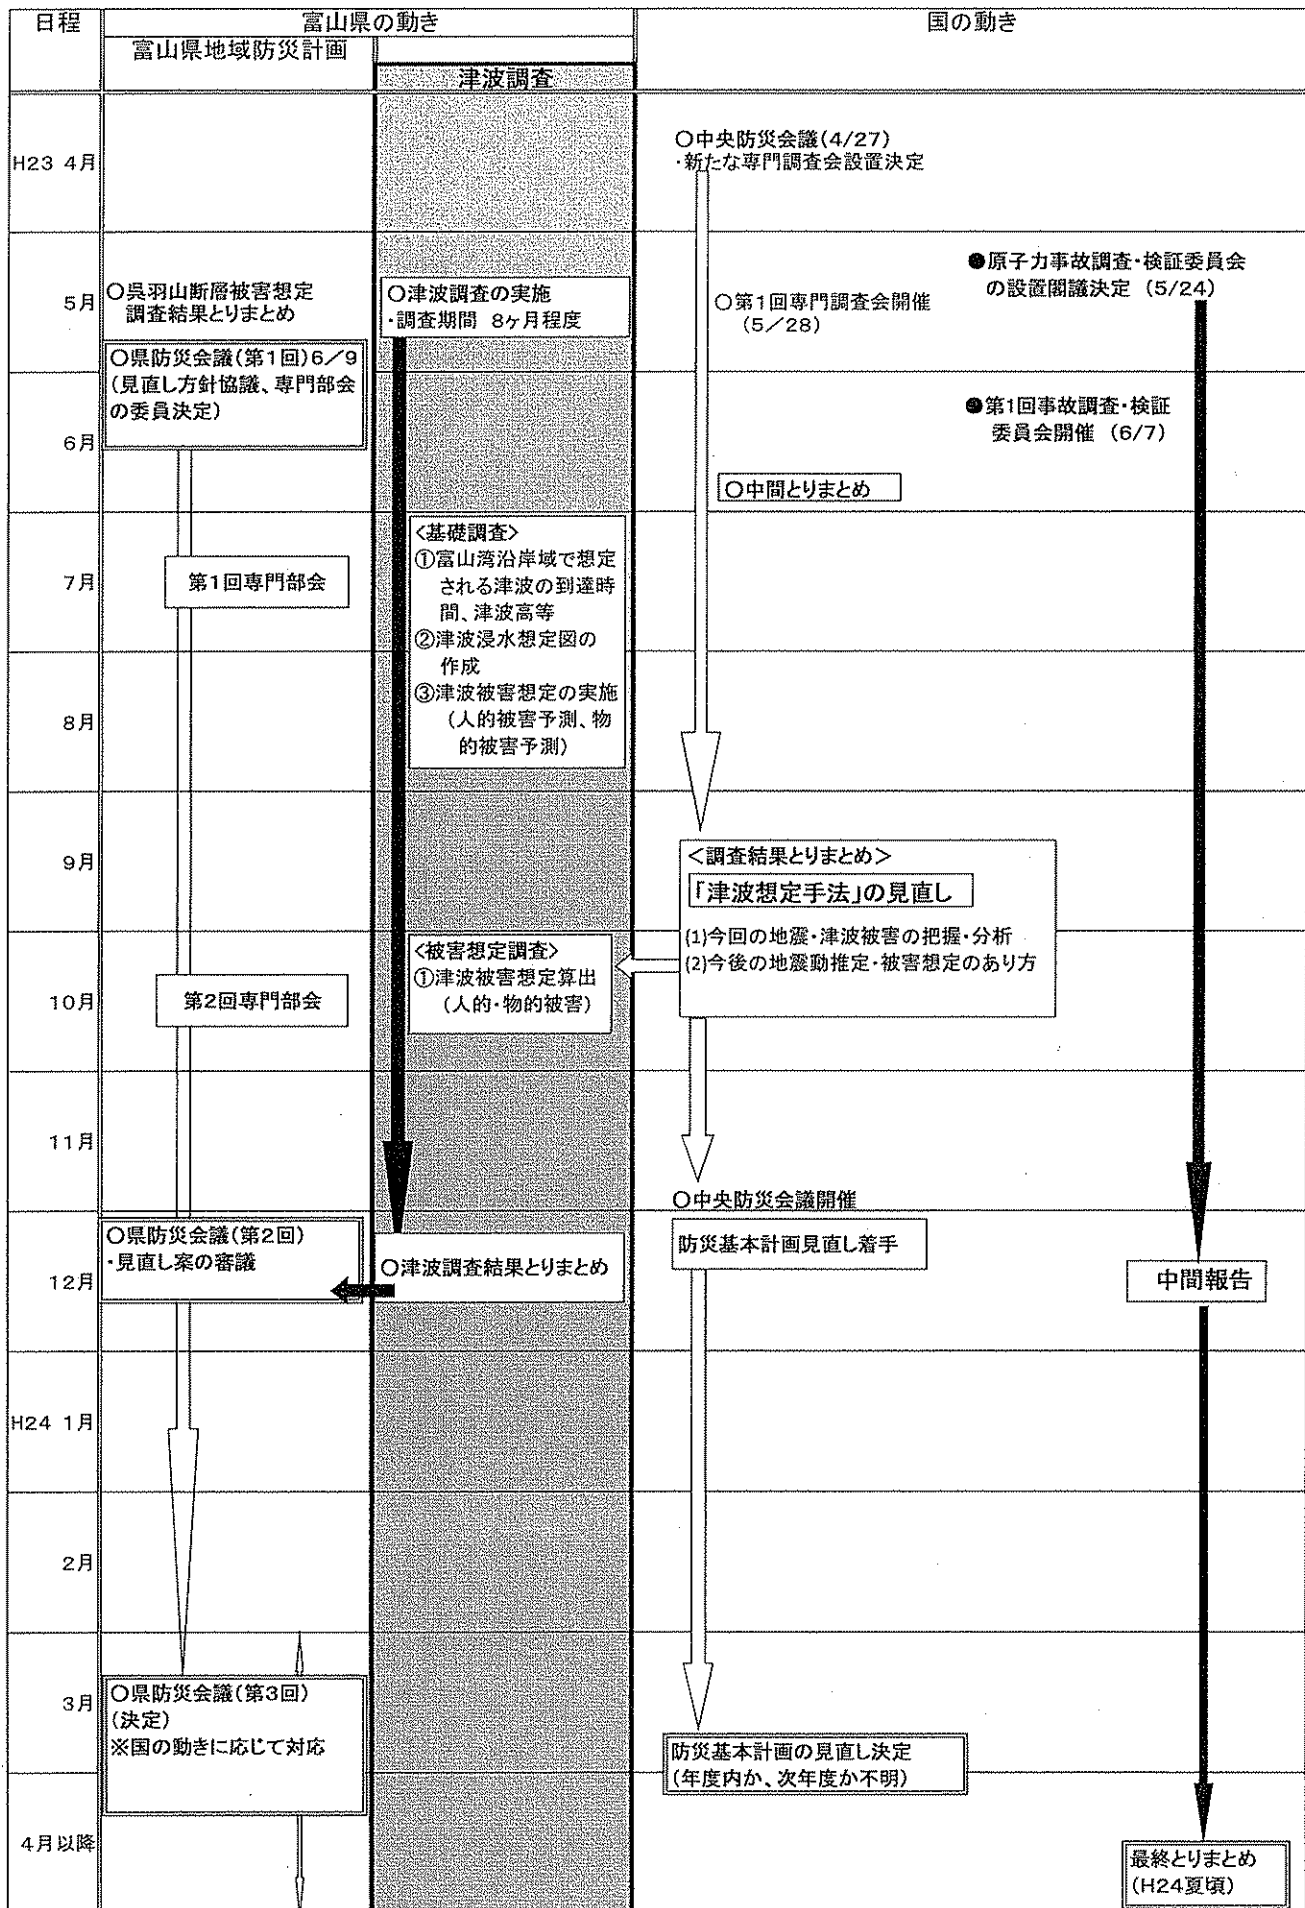 日程
富山県の動き
国の動き
富山県地域防災計画
津波調査
H23 4月
〇中央防災会議(4/27)
・新たな専門調査会設置決定
5月
〇呉羽山断層被害想定
調査結果とりまとめ
〇津波調査の実施
・調査期間 8ヶ月程度
〇第1回専門調査会開催
(5/28)
●原子力事故調査・検証委員会
の設置閣議決定 (5/24)
〇県防災会議(第1回)6/9
(見直し方針協議、専門部会
の委員決定)
6月
●第1回事故調査・検証
委員会開催 (6/7)
〇中間とりまとめ
7月
第1回専門部会
<基礎調査>
①富山湾沿岸域で想定
される津波の到達時
間、津波高等
②津波浸水想定図の
作成
③津波被害想定の実施
(人的被害予測、物
的被害予測)
8月
9月
<調査結果とりまとめ>
「津波想定手法」の見直し
(1)今回の地震・津波被害の把握・分析
(2)今後の地震動推定・被害想定のあり方
10月
第2回専門部会
<被害想定調査>
①津波被害想定算出
(人的・物的被害)
11月
〇中央防災会議開催
12月
〇県防災会議(第2回)
・見直し案の審議
〇津波調査結果とりまとめ
防災基本計画見直し着手
中間報告
H24 1月
2月
3月
〇県防災会議(第3回)
(決定)
※国の動きに応じて対応
防災基本計画の見直し決定
(年度内か、次年度か不明)
4月以降
最終とりまとめ
(H24夏頃)